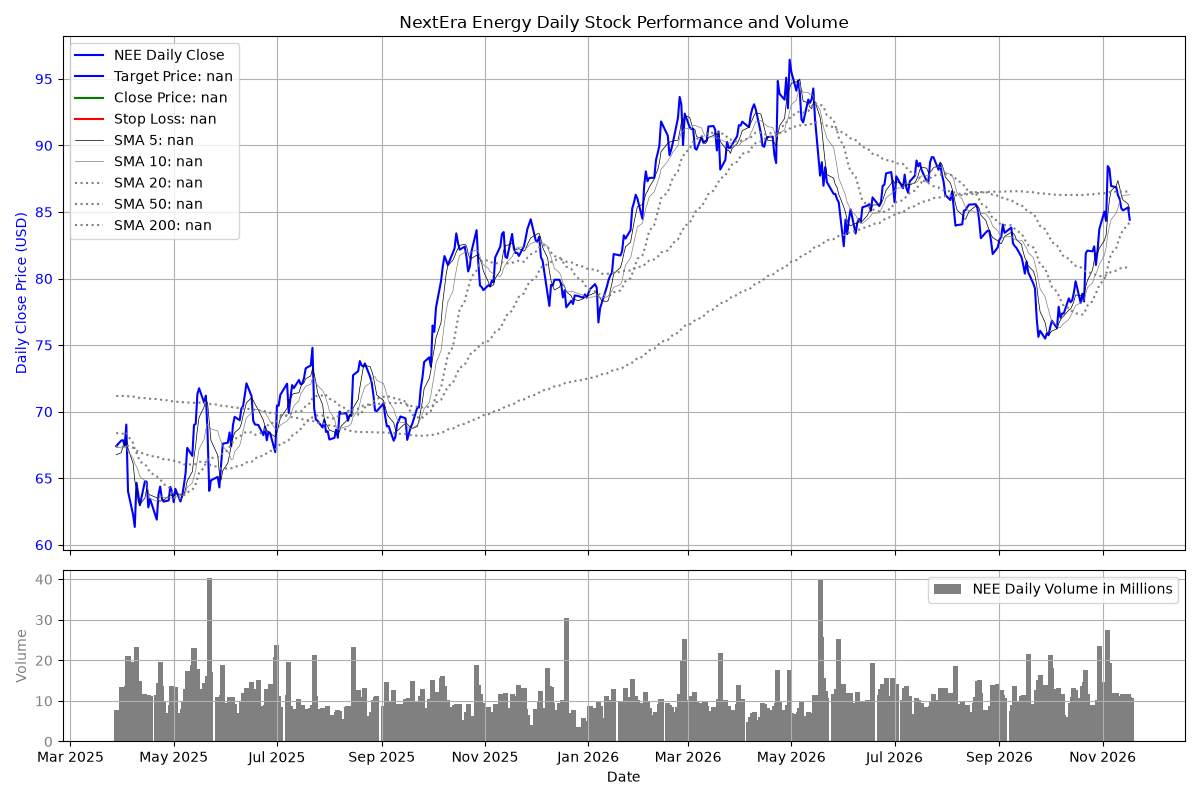 NextEra Energy Daily Stock Performance and Volume
NEE Daily Close
Target Price: nan
Close Price: nan
Stop Loss: nan
SMA 5: nan
SMA 10: nan
SMA 20: nan
SMA 50: nan
SMA 200: nan
Daily Close Price (USD)
95
90
85
80
75
70
65
60
NEE Daily Volume in Millions
Volume
40
30
20
10
0
Mar 2025 May 2025 Jul 2025 Sep 2025 Nov 2025 Jan 2026 Mar 2026 May 2026 Jul 2026 Sep 2026 Nov 2026
Date